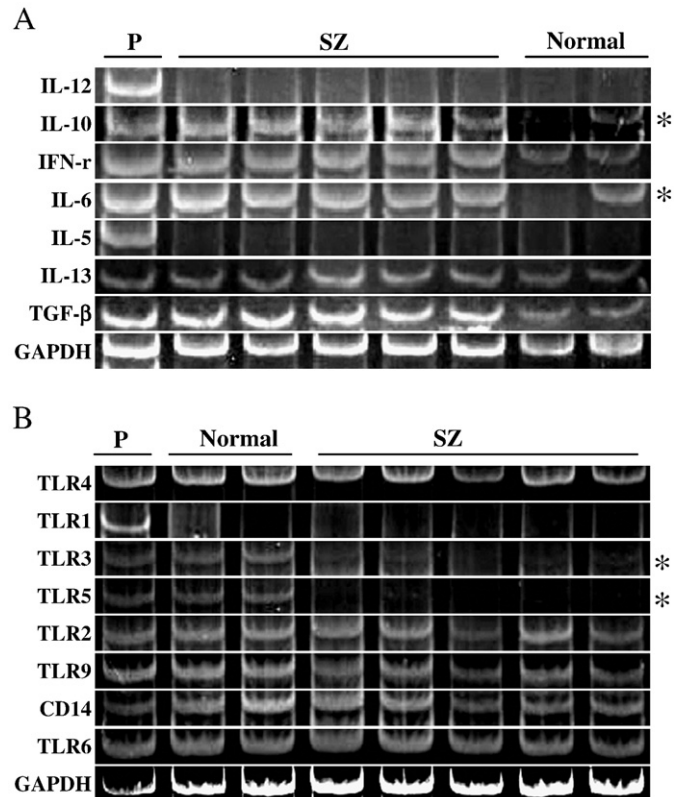 A
P SZ Normal
IL-12
IL-10 *
IFN-r
IL-6 *
IL-5
IL-13
TGF-β
GAPDH
B
P Normal SZ
TLR4
TLR1
TLR3 *
TLR5 *
TLR2
TLR9
CD14
TLR6
GAPDH